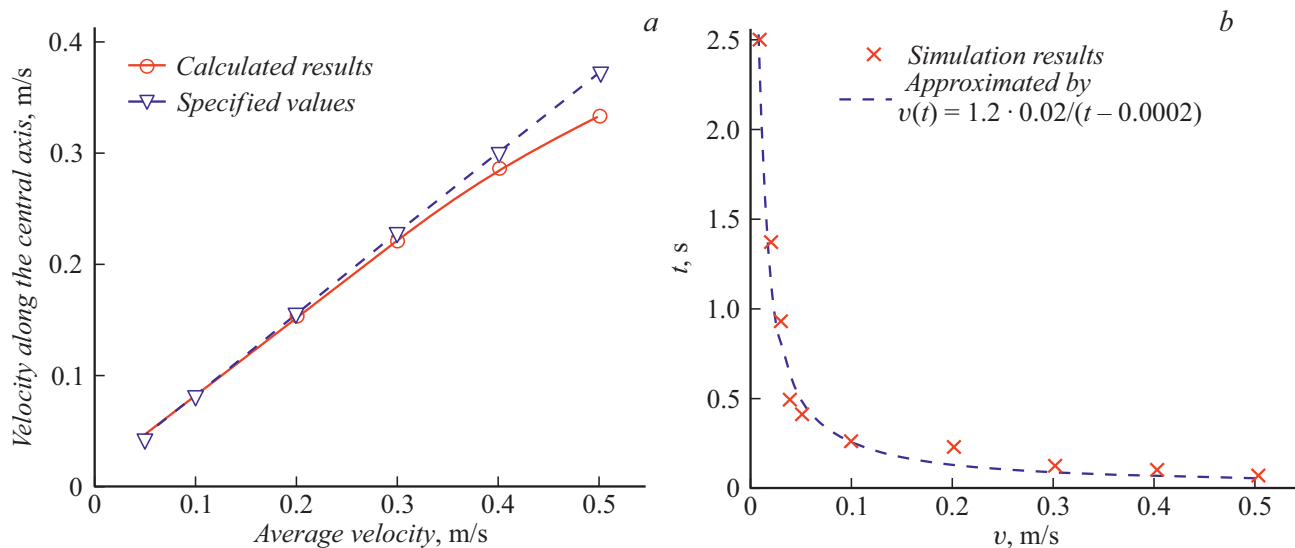 a
0.4
0.3
0.2
0.1
0
Velocity along the central axis, m/s
Calculated results
Specified values
0
0.1
0.2
0.3
0.4
0.5
Average velocity, m/s
b
2.5
2.0
1.5
1.0
0.5
0
t, s
Simulation results
Approximated by
υ(t) = 1.2 · 0.02/(t – 0.0002)
0
0.1
0.2
0.3
0.4
0.5
υ, m/s